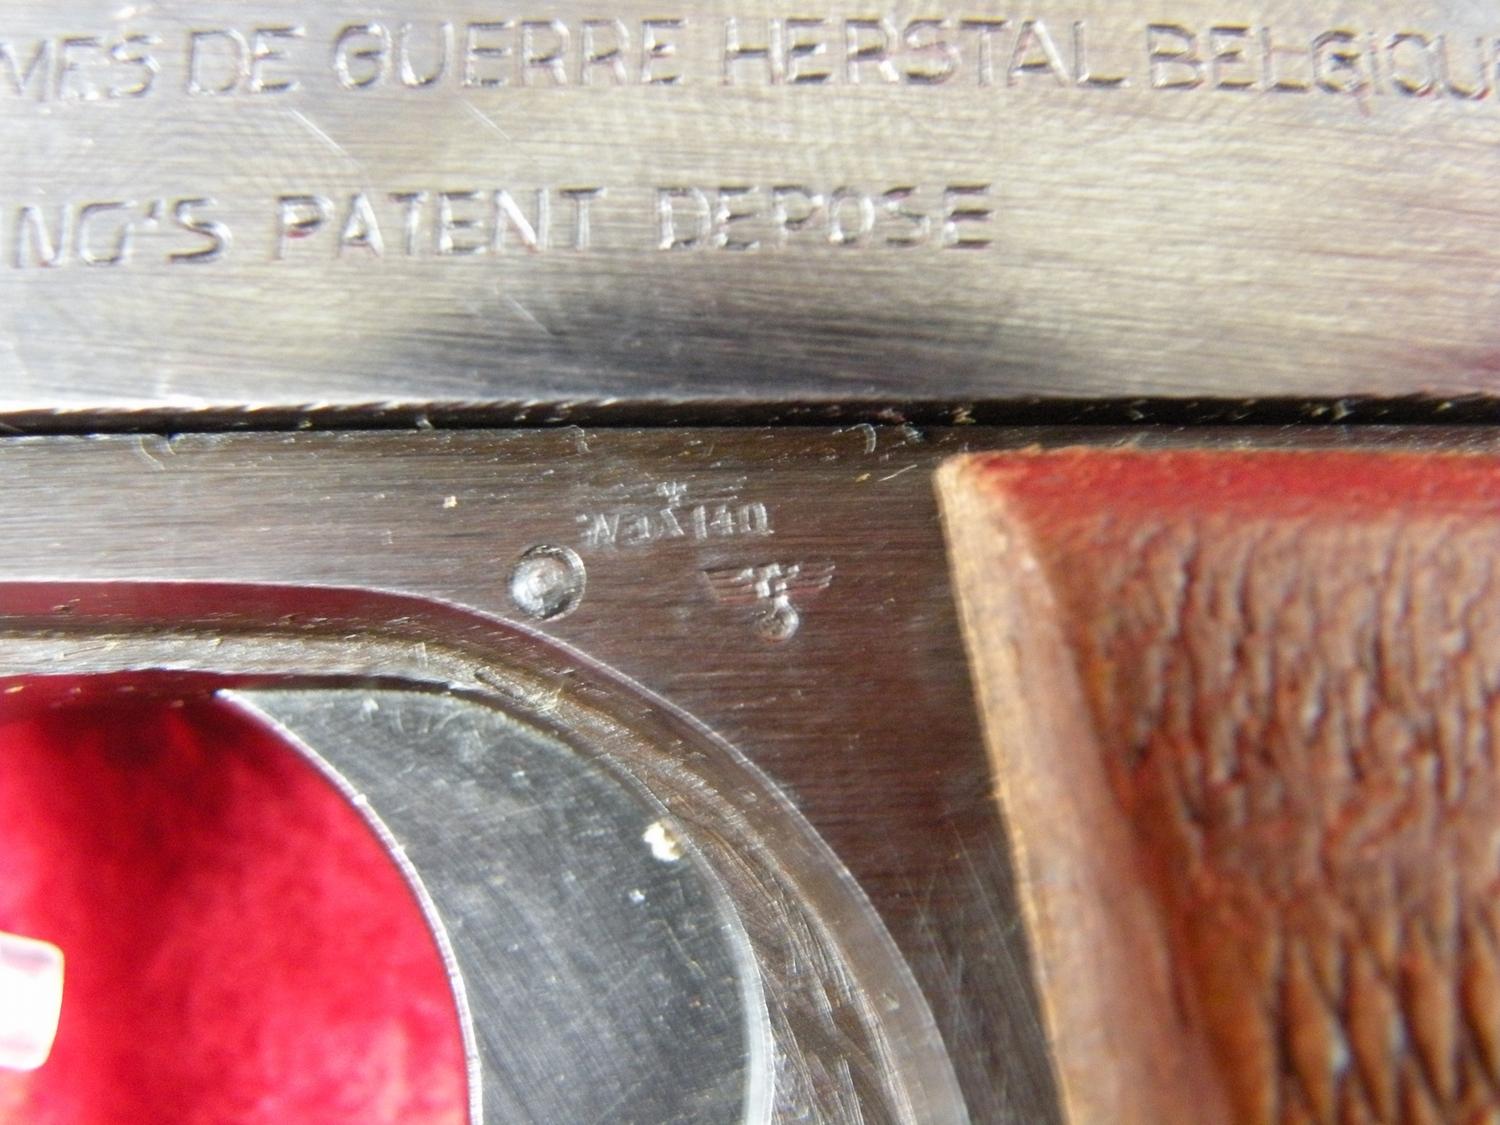 MES DE GUERRE HERSTAL BELGIQU
NG'S PATENT DEPOSE
WaA140